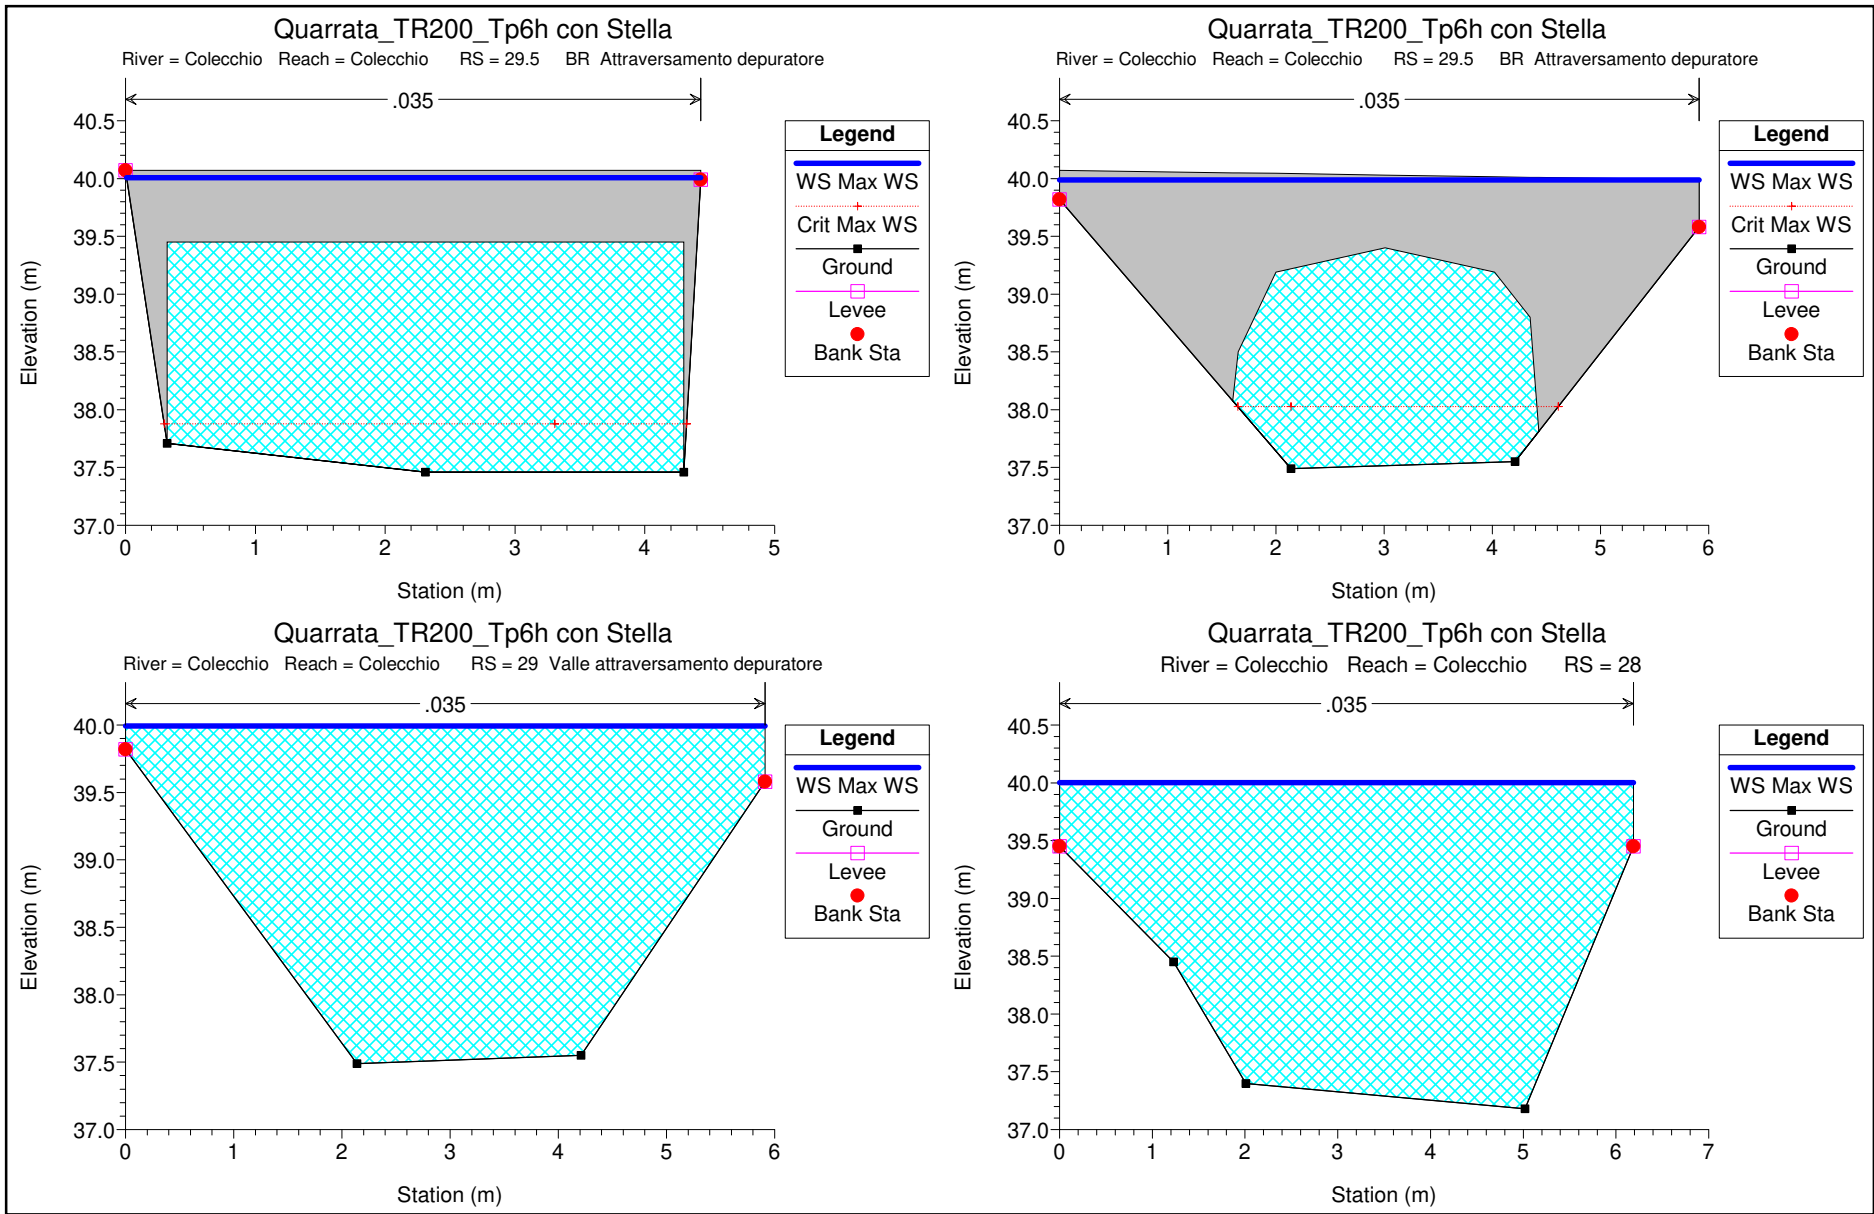 Quarrata_TR200_Tp6h con Stella
River = Colecchio Reach = Colecchio RS = 29.5 BR Attraversamento depuratore
.035
40.5
40.0
39.5
39.0
38.5
38.0
37.5
37.0
Elevation (m)
0 1 2 3 4 5
Station (m)
Legend
WS Max WS
Crit Max WS
Ground
Levee
Bank Sta
Quarrata_TR200_Tp6h con Stella
River = Colecchio Reach = Colecchio RS = 29.5 BR Attraversamento depuratore
.035
40.5
40.0
39.5
39.0
38.5
38.0
37.5
37.0
Elevation (m)
0 1 2 3 4 5 6
Station (m)
Legend
WS Max WS
Crit Max WS
Ground
Levee
Bank Sta
Quarrata_TR200_Tp6h con Stella
River = Colecchio Reach = Colecchio RS = 29 Valle attraversamento depuratore
.035
40.0
39.5
39.0
38.5
38.0
37.5
37.0
Elevation (m)
0 1 2 3 4 5 6
Station (m)
Legend
WS Max WS
Ground
Levee
Bank Sta
Quarrata_TR200_Tp6h con Stella
River = Colecchio Reach = Colecchio RS = 28
.035
40.5
40.0
39.5
39.0
38.5
38.0
37.5
37.0
Elevation (m)
0 1 2 3 4 5 6 7
Station (m)
Legend
WS Max WS
Ground
Levee
Bank Sta